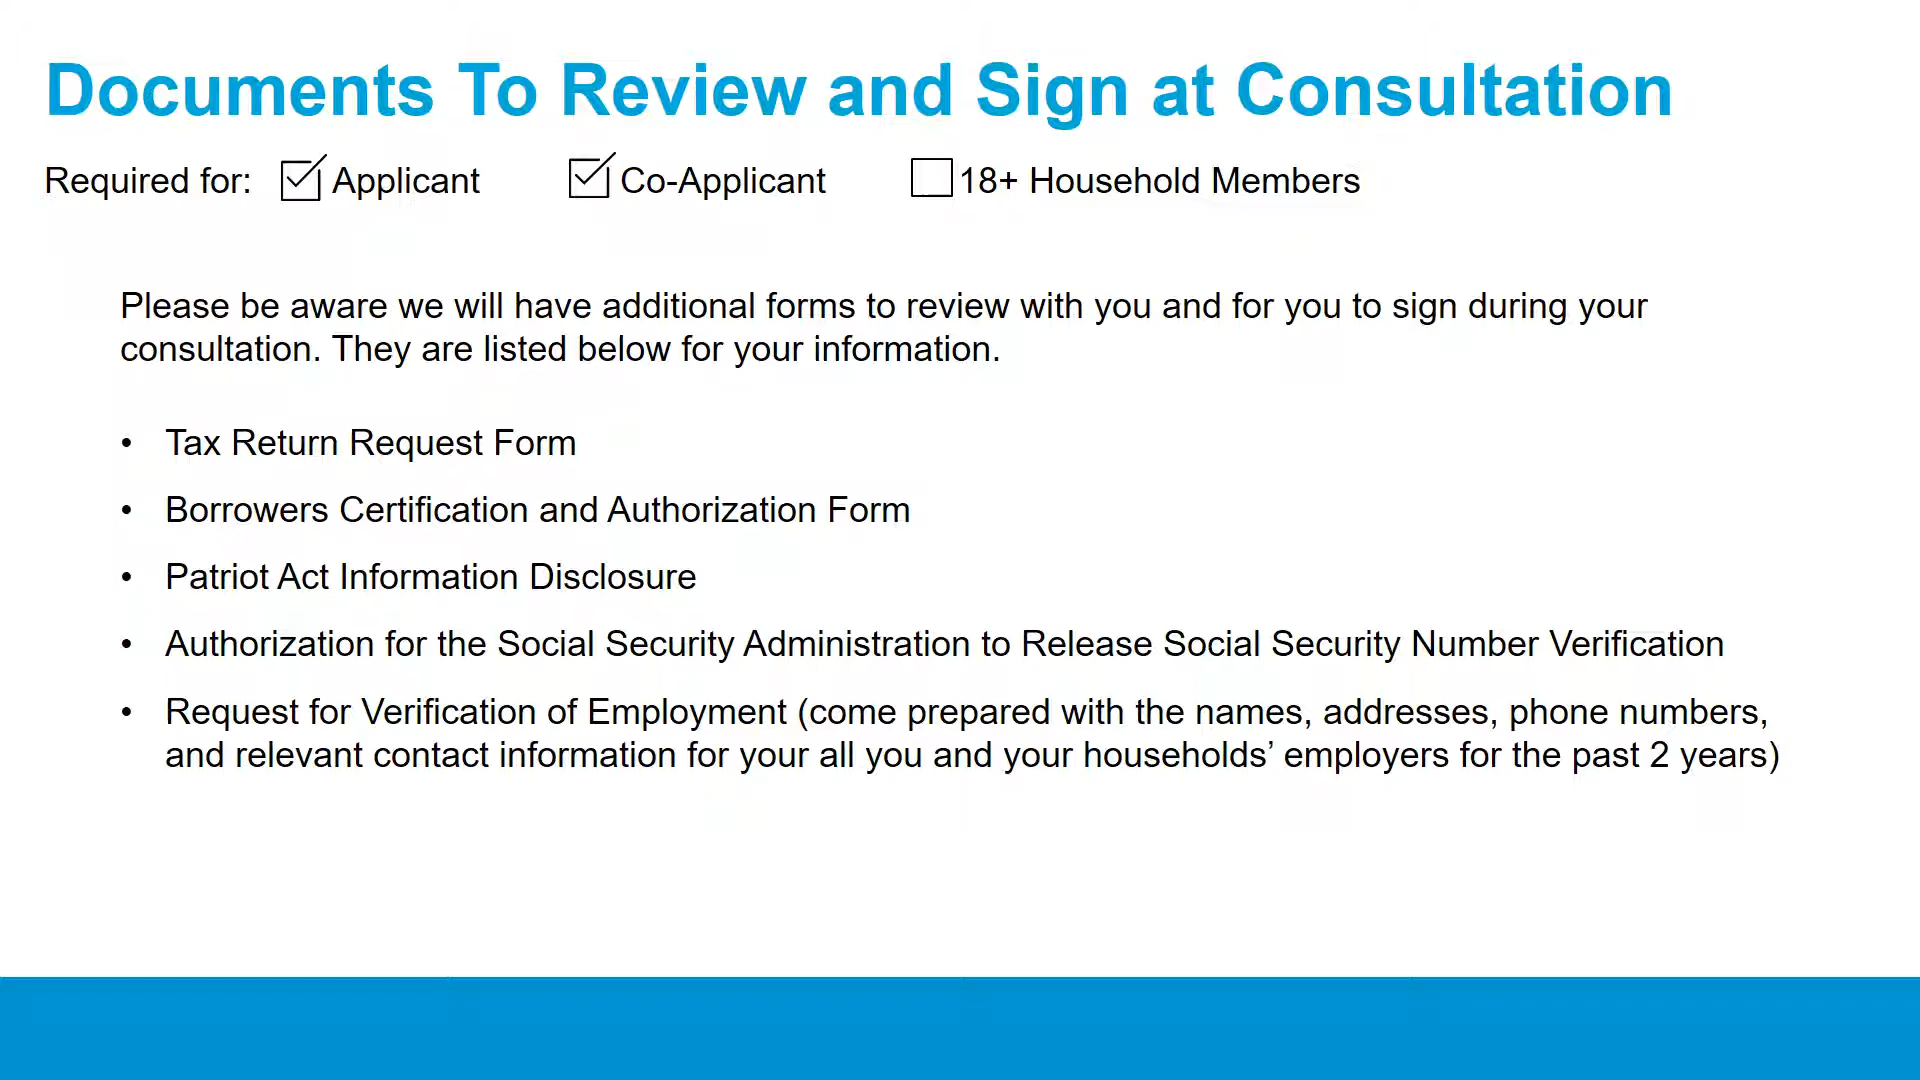 Documents To Review and Sign at Consultation
Required for: Applicant Co-Applicant 18+ Household Members
Please be aware we will have additional forms to review with you and for you to sign during your
consultation. They are listed below for your information.
• Tax Return Request Form
• Borrowers Certification and Authorization Form
• Patriot Act Information Disclosure
• Authorization for the Social Security Administration to Release Social Security Number Verification
• Request for Verification of Employment (come prepared with the names, addresses, phone numbers,
and relevant contact information for your all you and your households’ employers for the past 2 years)